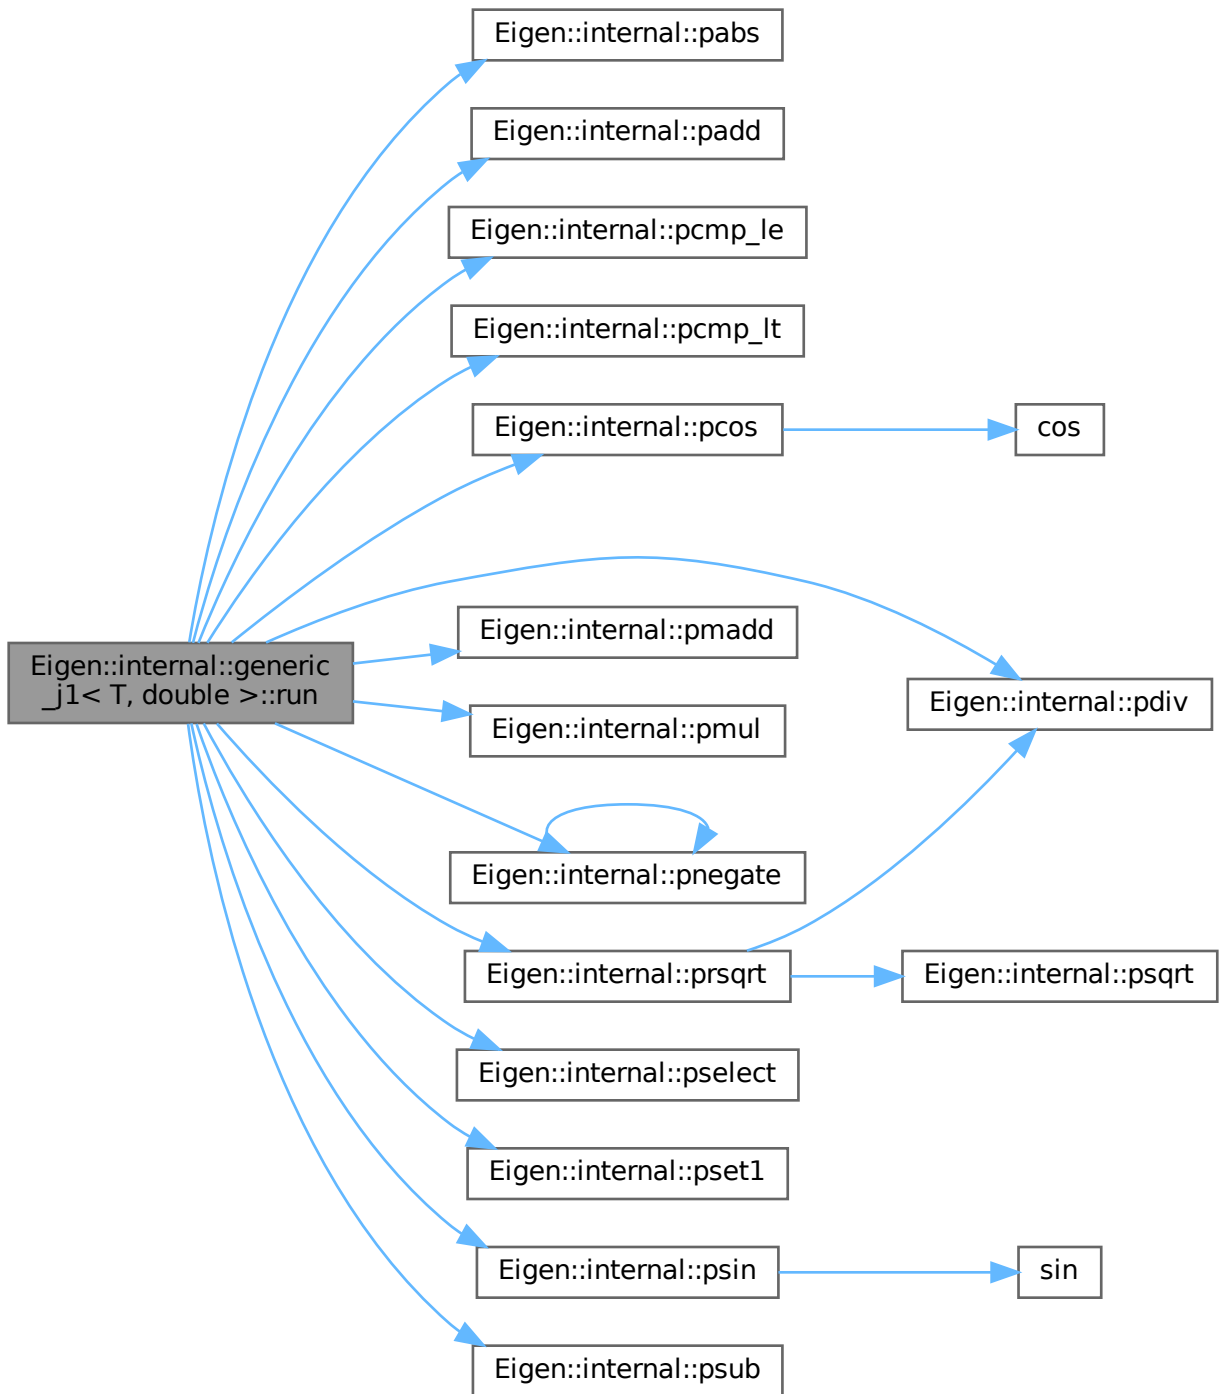 Eigen::internal::pabs
Eigen::internal::padd
Eigen::internal::pcmp_le
Eigen::internal::pcmp_lt
Eigen::internal::pcos
cos
Eigen::internal::pmadd
Eigen::internal::generic
_j1< T, double >::run
Eigen::internal::pdiv
Eigen::internal::pmul
Eigen::internal::pnegate
Eigen::internal::prsqrt
Eigen::internal::psqrt
Eigen::internal::pselect
Eigen::internal::pset1
Eigen::internal::psin
sin
Eigen::internal::psub